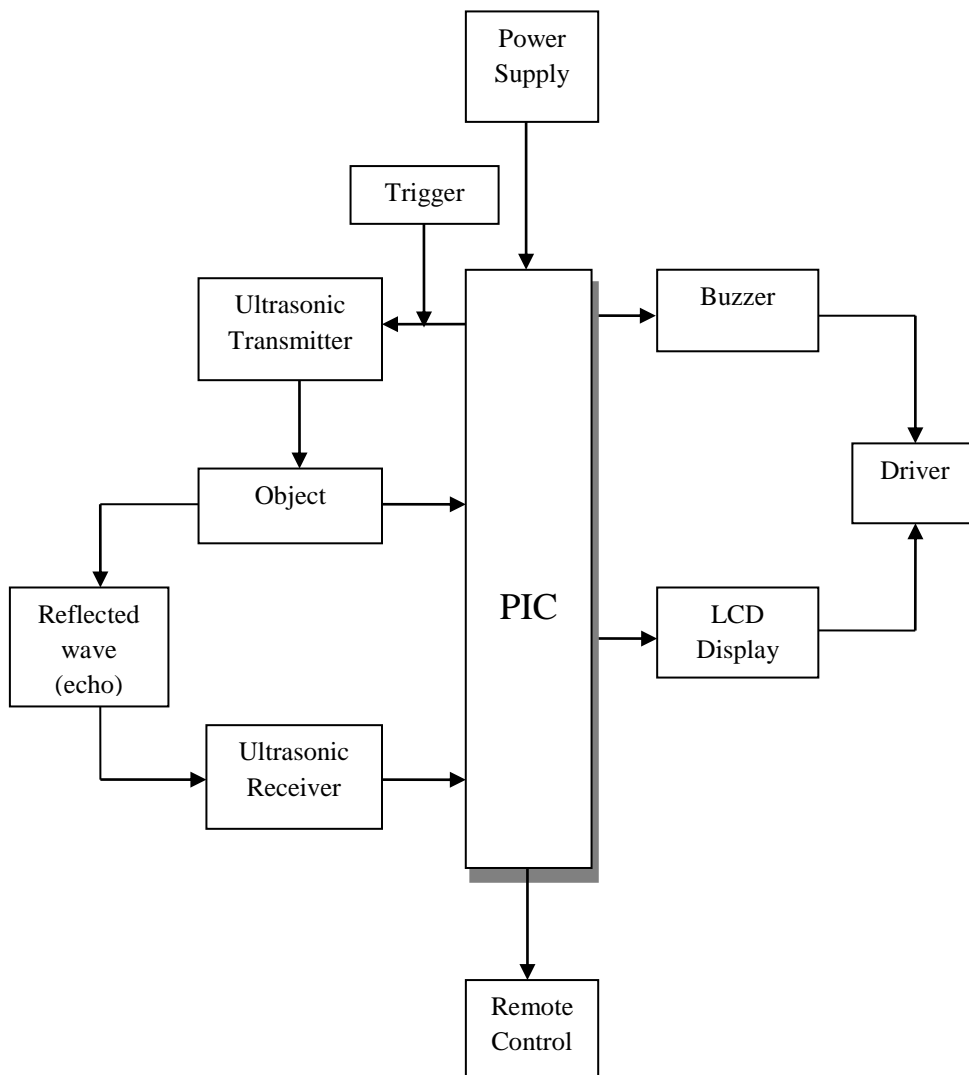 Power
Supply
Trigger
Ultrasonic
Transmitter
Buzzer
Object
Driver
PIC
Reflected
wave
(echo)
LCD
Display
Ultrasonic
Receiver
Remote
Control